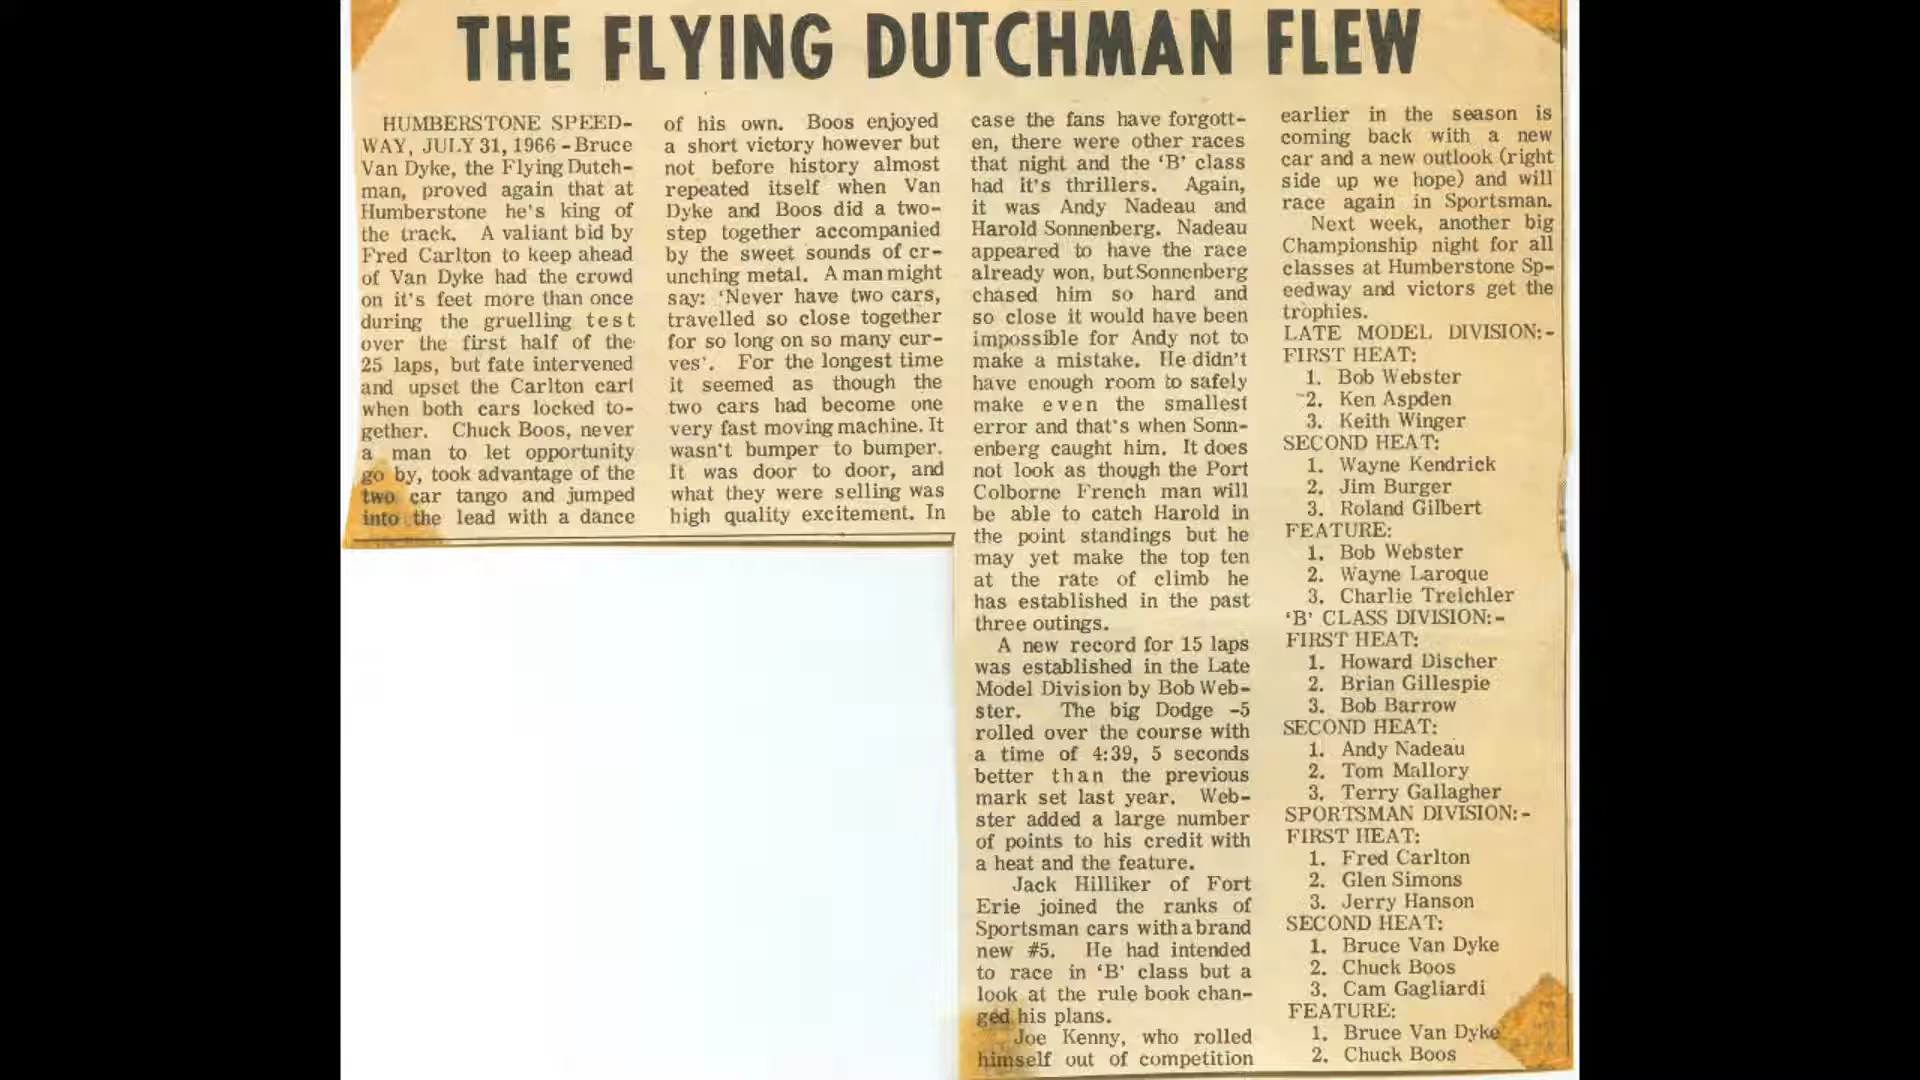 THE FLYING DUTCHMAN FLEW
HUMBERSTONE SPEED-
WAY, JULY 31, 1966 - Bruce
Van Dyke, the Flying Dutch-
man, proved again that at
Humberstone he's king of
the track. A valiant bid by
Fred Carlton to keep ahead
of Van Dyke had the crowd
on it's feet more than once
during the gruelling test
over the first half of the
25 laps, but fate intervened
and upset the Carlton cart
when both cars locked to-
gether. Chuck Boos, never
a man to let opportunity
go by, took advantage of the
two car tango and jumped
into the lead with a dance
of his own. Boos enjoyed
a short victory however but
not before history almost
repeated itself when Van
Dyke and Boos did a two-
step together accompanied
by the sweet sounds of cr-
unching metal. A man might
say: 'Never have two cars,
travelled so close together
for so long on so many cur-
ves'. For the longest time
it seemed as though the
two cars had become one
very fast moving machine. It
wasn't bumper to bumper.
It was door to door, and
what they were selling was
high quality excitement. In
case the fans have forgott-
en, there were other races
that night and the 'B' class
had it's thrillers. Again,
it was Andy Nadeau and
Harold Sonnenberg. Nadeau
appeared to have the race
already won, but Sonnenberg
chased him so hard and
so close it would have been
impossible for Andy not to
make a mistake. He didn't
have enough room to safely
make even the smallest
error and that's when Sonn-
enberg caught him. It does
not look as though the Port
Colborne French man will
be able to catch Harold in
the point standings but he
may yet make the top ten
at the rate of climb he
has established in the past
three outings.
A new record for 15 laps
was established in the Late
Model Division by Bob Web-
ster. The big Dodge -5
rolled over the course with
a time of 4:39, 5 seconds
better than the previous
mark set last year. Web-
ster added a large number
of points to his credit with
a heat and the feature.
Jack Hilliker of Fort
Erie joined the ranks of
Sportsman cars with a brand
new #5. He had intended
to race in 'B' class but a
look at the rule book chan-
ged his plans.
Joe Kenny, who rolled
himself out of competition
earlier in the season is
coming back with a new
car and a new outlook (right
side up we hope) and will
race again in Sportsman.
Next week, another big
Championship night for all
classes at Humberstone Sp-
eedway and victors get the
trophies.
LATE MODEL DIVISION:-
FIRST HEAT:
1. Bob Webster
2. Ken Aspden
3. Keith Winger
SECOND HEAT:
1. Wayne Kendrick
2. Jim Burger
3. Roland Gilbert
FEATURE:
1. Bob Webster
2. Wayne Laroque
3. Charlie Treichler
'B' CLASS DIVISION:-
FIRST HEAT:
1. Howard Discher
2. Brian Gillespie
3. Bob Barrow
SECOND HEAT:
1. Andy Nadeau
2. Tom Mallory
3. Terry Gallagher
SPORTSMAN DIVISION:-
FIRST HEAT:
1. Fred Carlton
2. Glen Simons
3. Jerry Hanson
SECOND HEAT:
1. Bruce Van Dyke
2. Chuck Boos
3. Cam Gagliardi
FEATURE:
1. Bruce Van Dyke
2. Chuck Boos